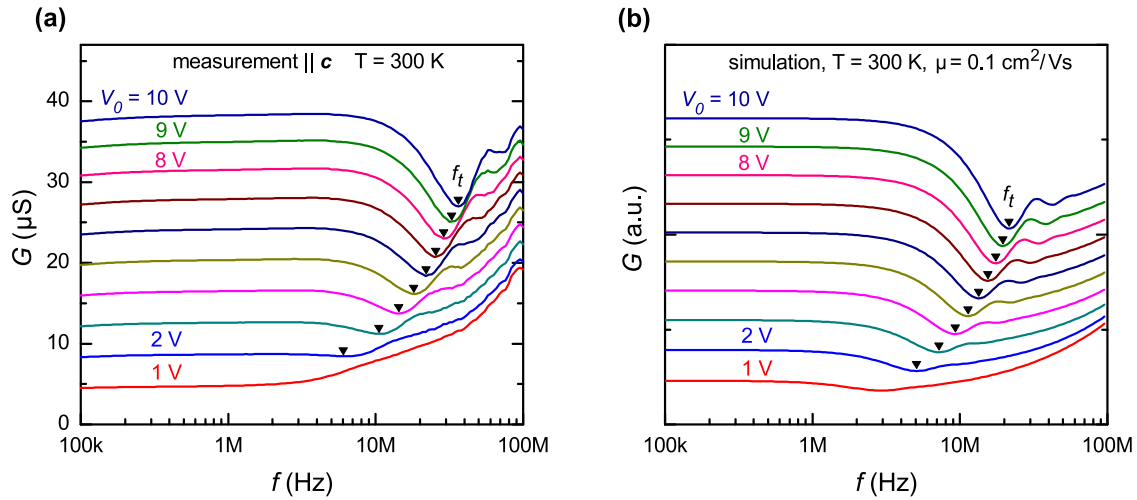 (a)
measurement || c T = 300 K
V0 = 10 V
9 V
8 V
ft
2 V
1 V
G (µS)
40
30
20
10
0
100k 1M 10M 100M
f (Hz)
(b)
simulation, T = 300 K, µ = 0.1 cm²/Vs
V0 = 10 V
9 V
8 V
ft
2 V
1 V
G (a.u.)
100k 1M 10M 100M
f (Hz)